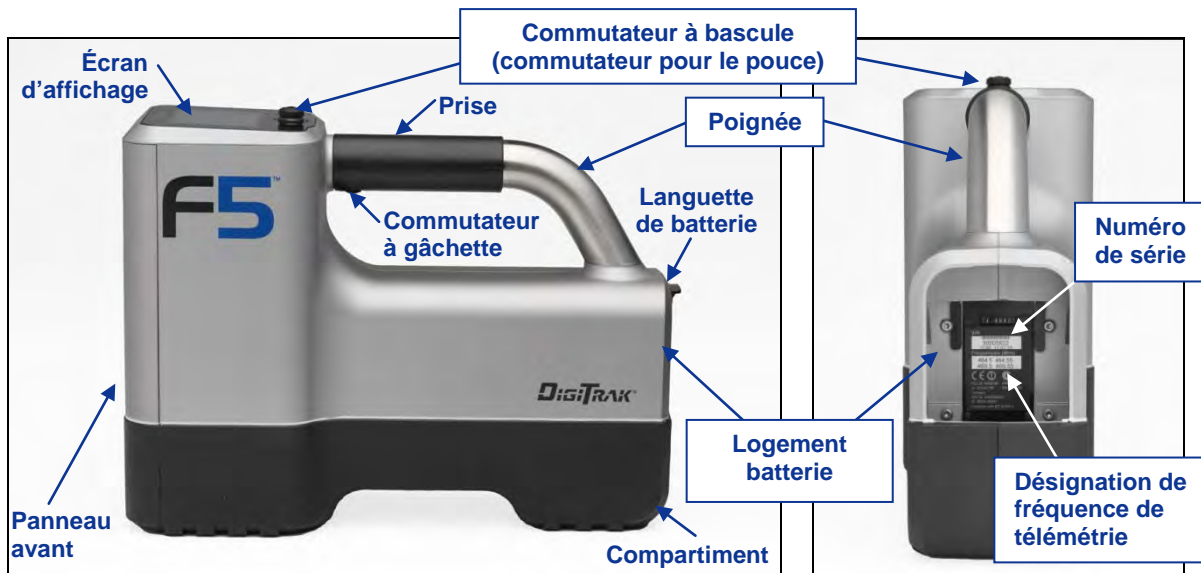 Commutateur à bascule
(commutateur pour le pouce)
Écran
d'affichage
Prise
Poignée
F5™
Commutateur
à gâchette
Languette
de batterie
Numéro
de série
DIGITRAK
Logement
batterie
Désignation de
fréquence de
télémétrie
Panneau
avant
Compartiment